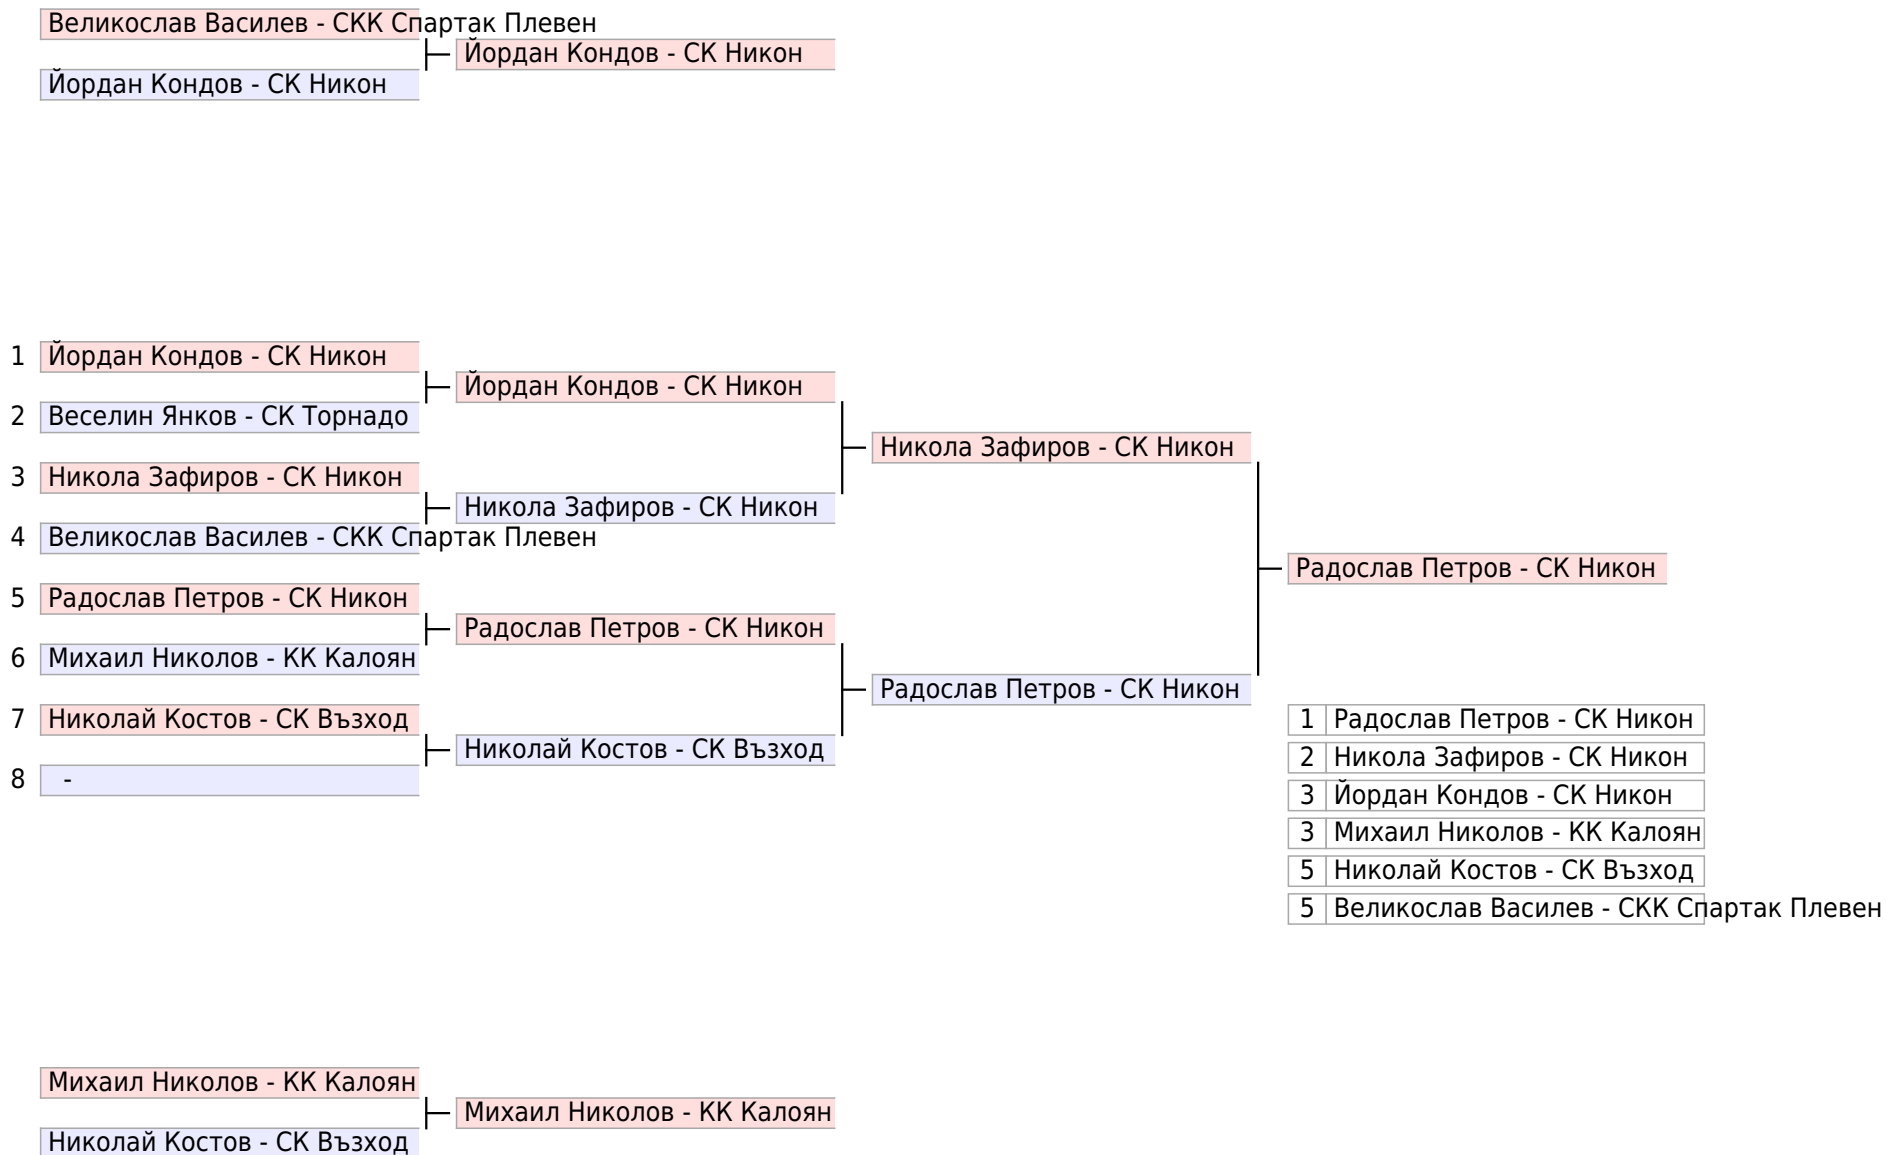 Великослав Василев - СКК Спартак Плевен
Йордан Кондов - СК Никон
Йордан Кондов - СК Никон
1 Йордан Кондов - СК Никон
Йордан Кондов - СК Никон
2 Веселин Янков - СК Торнадо
Никола Зафиров - СК Никон
3 Никола Зафиров - СК Никон
Никола Зафиров - СК Никон
4 Великослав Василев - СКК Спартак Плевен
Радослав Петров - СК Никон
5 Радослав Петров - СК Никон
Радослав Петров - СК Никон
6 Михаил Николов - КК Калоян
Радослав Петров - СК Никон
7 Николай Костов - СК Възход
Николай Костов - СК Възход
8 -
1 Радослав Петров - СК Никон
2 Никола Зафиров - СК Никон
3 Йордан Кондов - СК Никон
3 Михаил Николов - КК Калоян
5 Николай Костов - СК Възход
5 Великослав Василев - СКК Спартак Плевен
Михаил Николов - КК Калоян
Михаил Николов - КК Калоян
Николай Костов - СК Възход